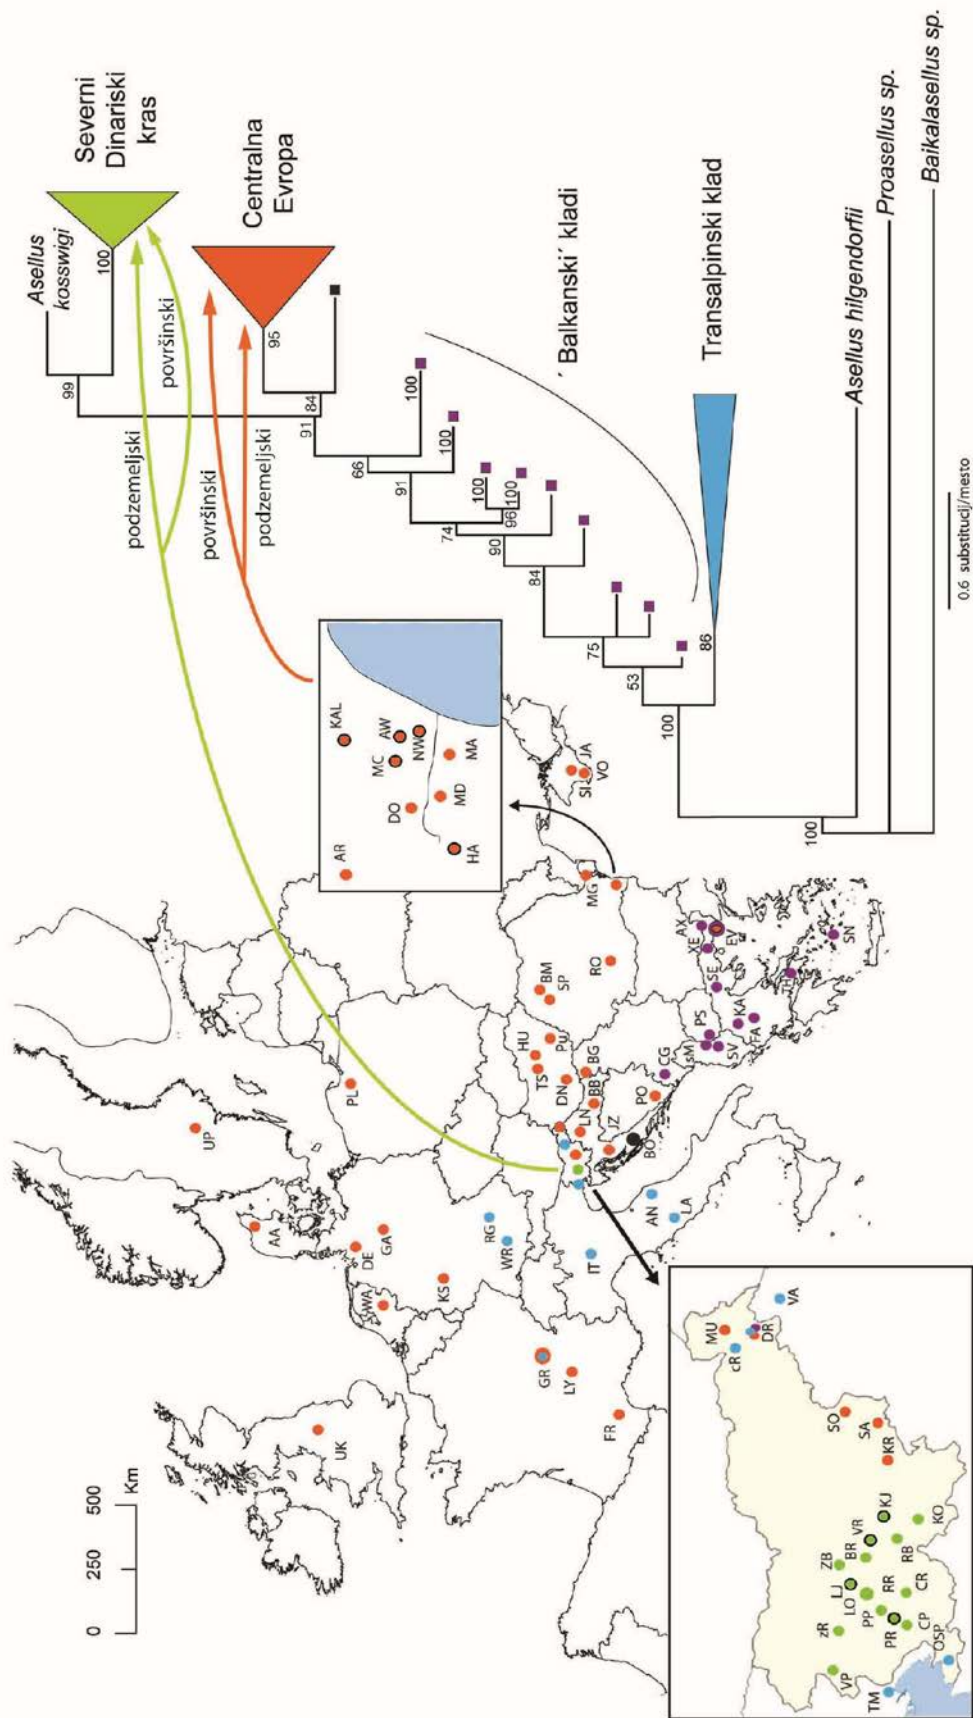 0
250
500
Km
UK
UP
AA
PL
DE
WA
GA
KS
RG
WR
GR
LY
FR
IT
AN
LA
HU
TS
Pu
BM
SP
DN
BG
BB
LN
JZ
PO
BO
CG
RO
MG
SI
JA
VO
PS
sM
SV
KA
FA
SE
XE
AX
EV
TH
SN
AR
KAL
DO
MC
AW
NW
MD
MA
HA
MU
cR
DR
VA
SO
SA
KR
KJ
VR
KO
RB
ZB
BR
LJ
LO
RR
CR
PP
PR
CP
zR
VP
TM
OSP
podzemeljski
površinski
površinski
podzemeljski
Asellus
kosswigi
Severni
Dinariski
kras
Centralna
Evropa
´Balkanski´ kladi
Transalpinski klad
Asellus hilgendorfii
Proasellus sp.
Baikalasellus sp.
99
100
95
84
91
100
66
100
91
100
100
96
74
90
84
75
53
86
100
100
0.6 substitucij/mesto